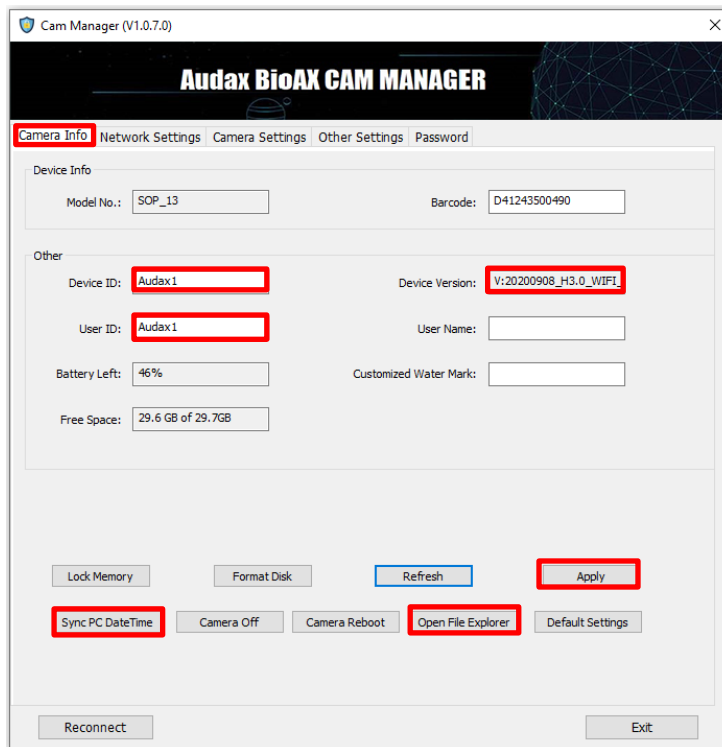 Cam Manager (V1.0.7.0)
Audax BioAX CAM MANAGER
Camera Info Network Settings Camera Settings Other Settings Password
Device Info
Model No.: SOP_13 Barcode: D41243500490
Other
Device ID: Audax1 Device Version: V:20200908_H3.0_WIFI_
User ID: Audax1 User Name:
Battery Left: 46% Customized Water Mark:
Free Space: 29.6 GB of 29.7GB
Lock Memory Format Disk Refresh Apply
Sync PC DateTime Camera Off Camera Reboot Open File Explorer Default Settings
Reconnect Exit